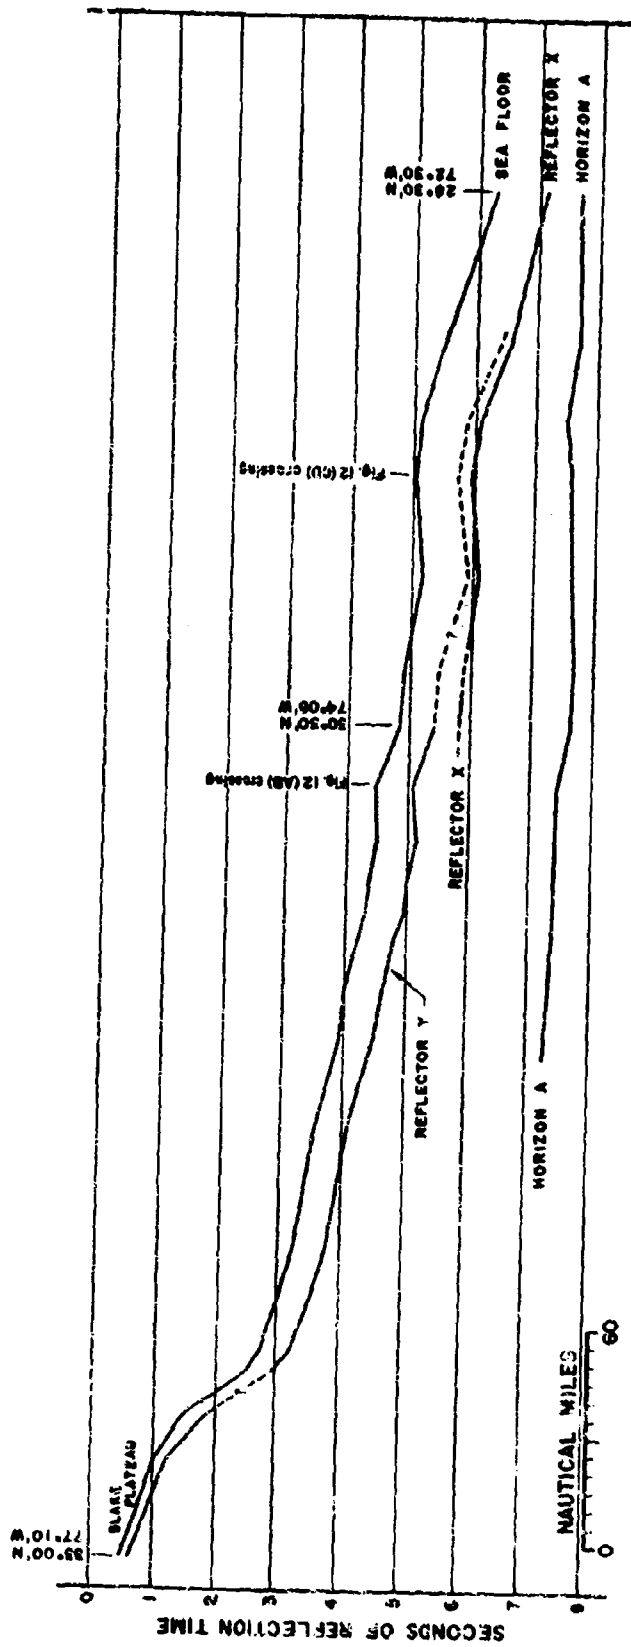 33°00'N
77°10'W
BLAKE
PLATEAU
Fig. 12 (AB) crossing
30°30'N
74°06'W
Fig. 12 (CD) crossing
28°30'N
72°30'W
SEA FLOOR
REFLECTOR X
HORIZON A
REFLECTOR Y
REFLECTOR X
?
HORIZON A
SECONDS OF REFLECTION TIME
0
1
2
3
4
5
6
7
8
NAUTICAL MILES
0
60